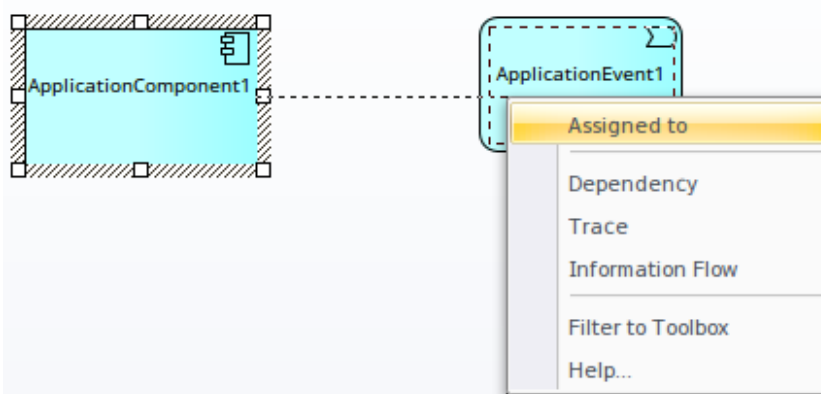 ApplicationComponent1
ApplicationEvent1
Assigned to
Dependency
Trace
Information Flow
Filter to Toolbox
Help...